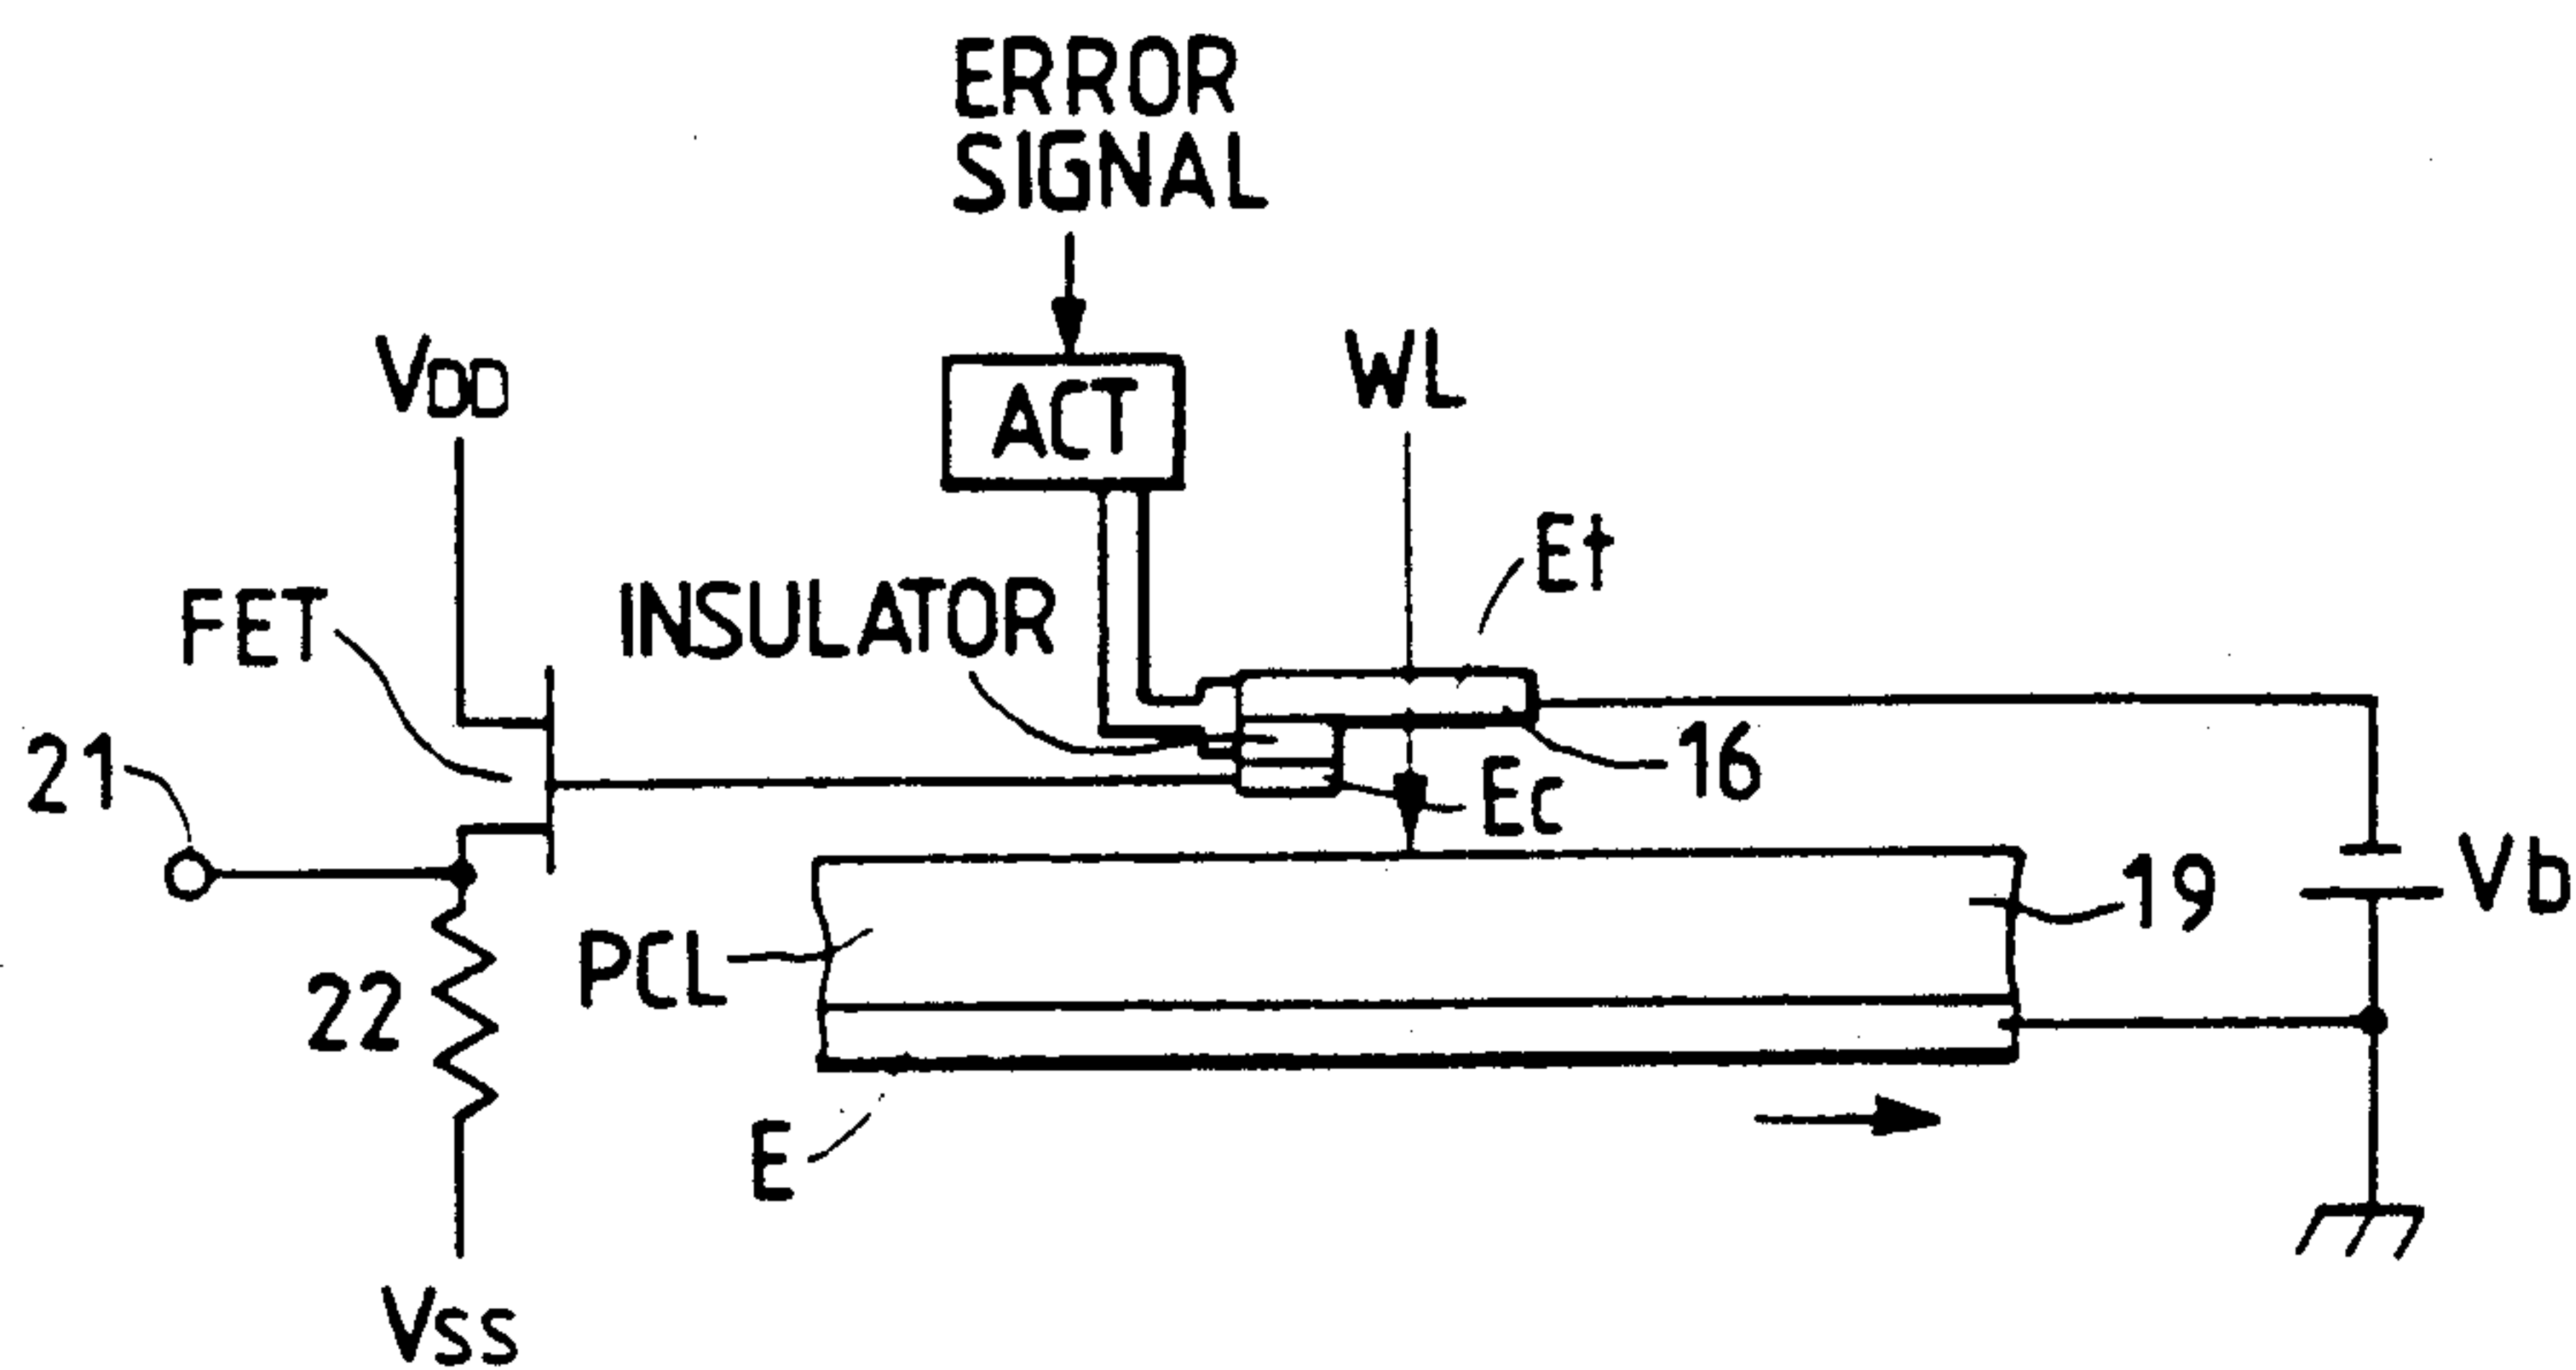 ERROR
SIGNAL
VDD
ACT
WL
Et
FET
INSULATOR
21
16
Ec
Vb
19
PCL
22
E
VSS